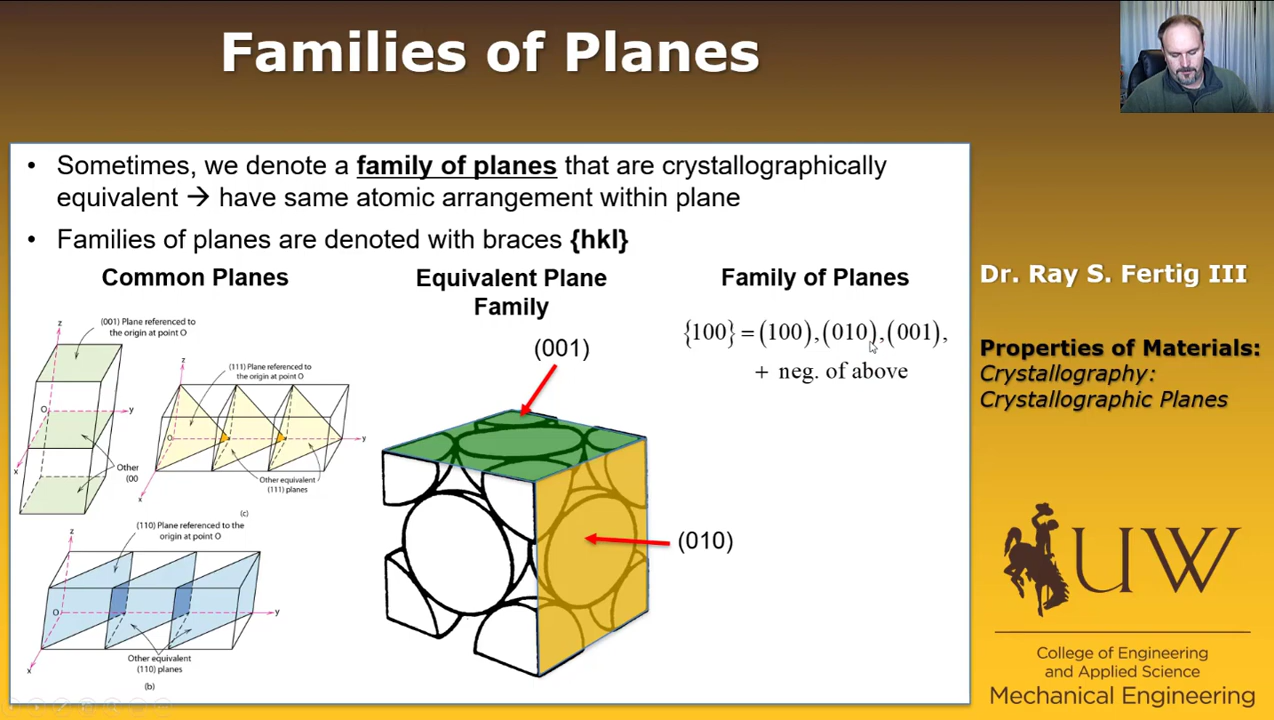 Families of Planes
• Sometimes, we denote a family of planes that are crystallographically
equivalent → have same atomic arrangement within plane
• Families of planes are denoted with braces {hkl}
Common Planes
Equivalent Plane
Family
Family of Planes
(001) Plane referenced to
the origin at point O
z
O
y
x
Other
(00
(111) Plane referenced to
the origin at point O
z
O
y
x
Other equivalent
(111) planes
(c)
(110) Plane referenced to the
origin at point O
z
O
y
x
Other equivalent
(110) planes
(b)
(001)
(010)
{100} = (100), (010), (001),
+ neg. of above
Dr. Ray S. Fertig III
Properties of Materials:
Crystallography:
Crystallographic Planes
UW
College of Engineering
and Applied Science
Mechanical Engineering